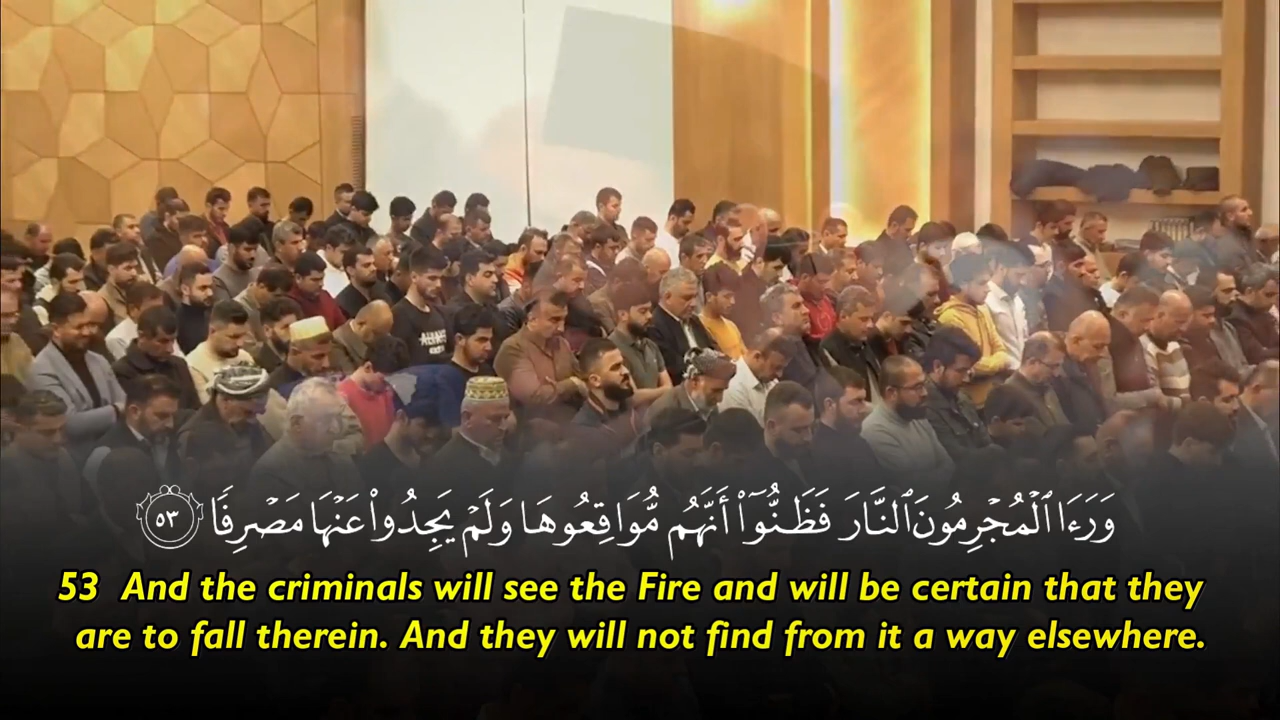 وَرَءَا ٱلْمُجْرِمُونَ ٱلنَّارَ فَظَنُّوٓا۟ أَنَّهُم مُّوَاقِعُوهَا وَلَمْ يَجِدُوا۟ عَنْهَا مَصْرِفًا ٥٣
53 And the criminals will see the Fire and will be certain that they
are to fall therein. And they will not find from it a way elsewhere.